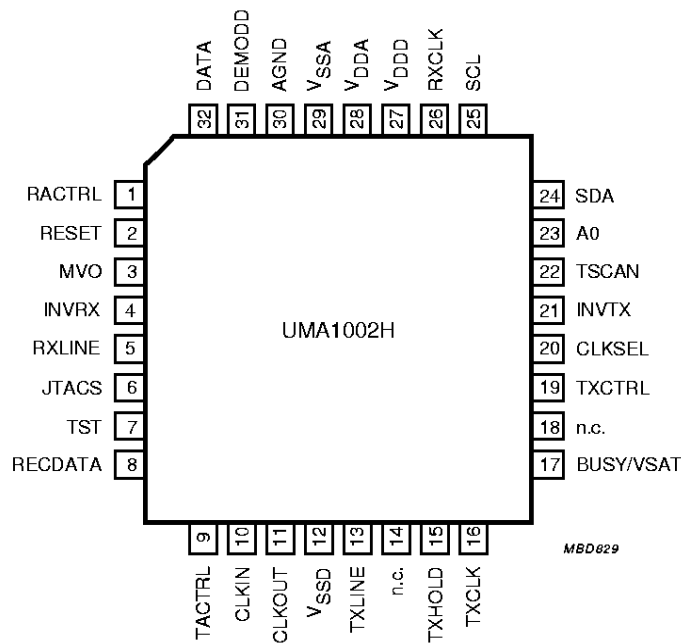 DATA
DEMODD
AGND
VSSA
VDDA
VDDD
RXCLK
SCL
32
31
30
29
28
27
26
25
RACTRL 1
RESET 2
MVO 3
INVRX 4
RXLINE 5
JTACS 6
TST 7
RECDATA 8
UMA1002H
24 SDA
23 A0
22 TSCAN
21 INVTX
20 CLKSEL
19 TXCTRL
18 n.c.
17 BUSY/VSAT
9
10
11
12
13
14
15
16
TACTRL
CLKIN
CLKOUT
VSSD
TXLINE
n.c.
TXHOLD
TXCLK
MBD829